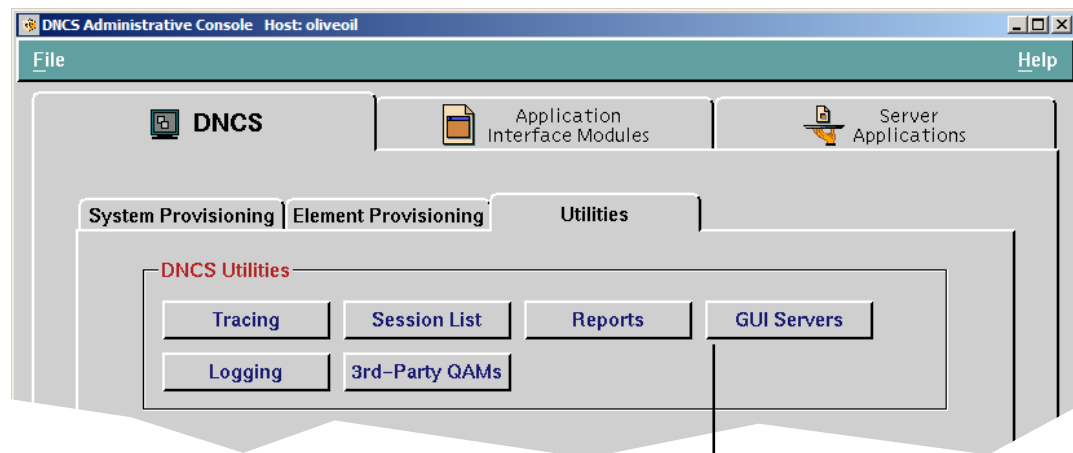 DNCS Administrative Console Host: oliveoil
File Help
DNCS
Application
Interface Modules
Server
Applications
System Provisioning Element Provisioning Utilities
DNCS Utilities
Tracing Session List Reports GUI Servers
Logging 3rd-Party QAMs